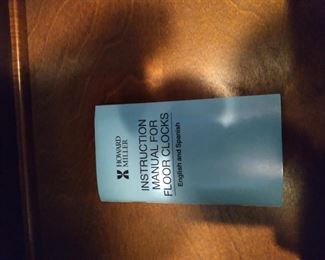 HOWARD
MILLER
INSTRUCTION
MANUAL FOR
FLOOR CLOCKS
English and Spanish